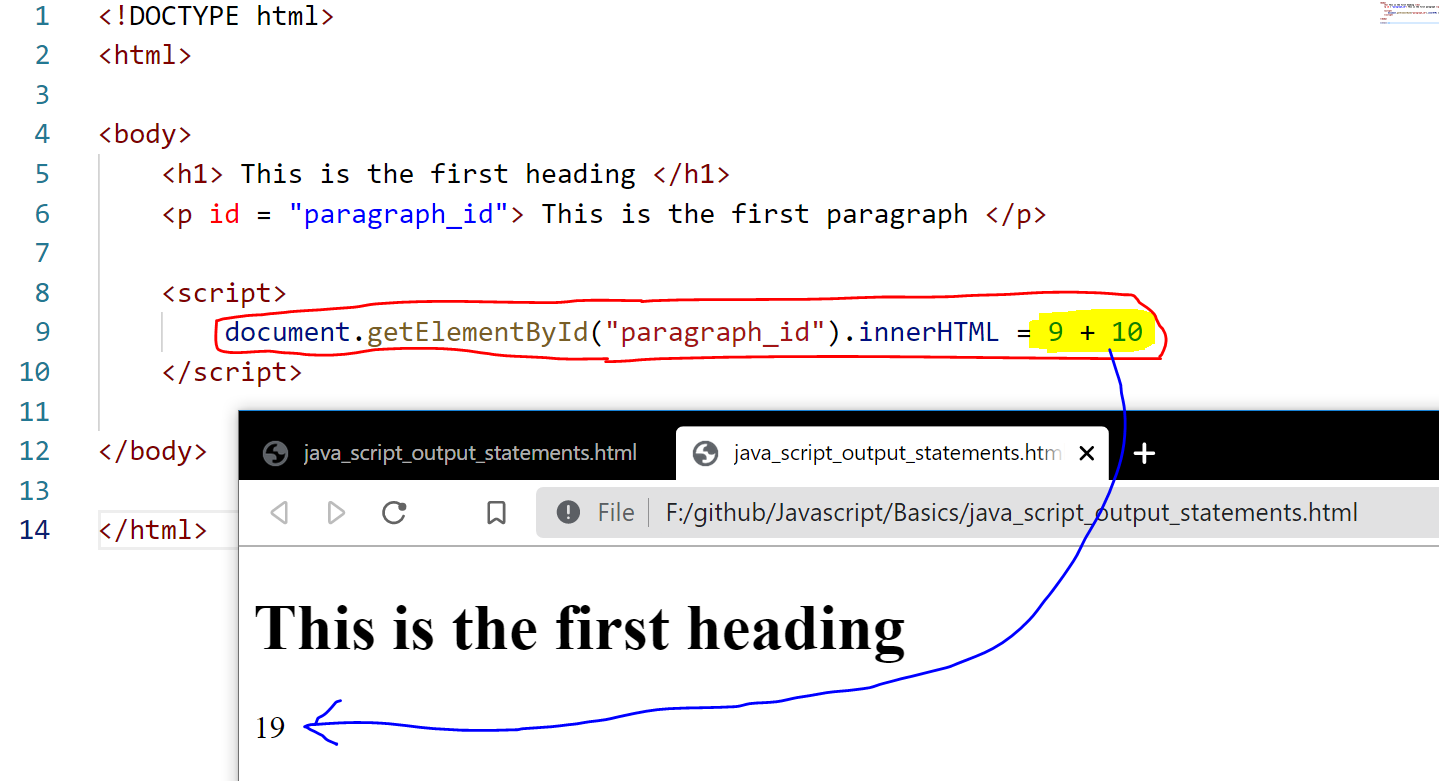 1 <!DOCTYPE html>
2 <html>
3
4 <body>
5 <h1> This is the first heading </h1>
6 <p id = "paragraph_id"> This is the first paragraph </p>
7
8 <script>
9 document.getElementById("paragraph_id").innerHTML = 9 + 10
10 </script>
11
12 </body>
13
14 </html>
java_script_output_statements.html java_script_output_statements.htm
File F:/github/Javascript/Basics/java_script_output_statements.html
This is the first heading
19